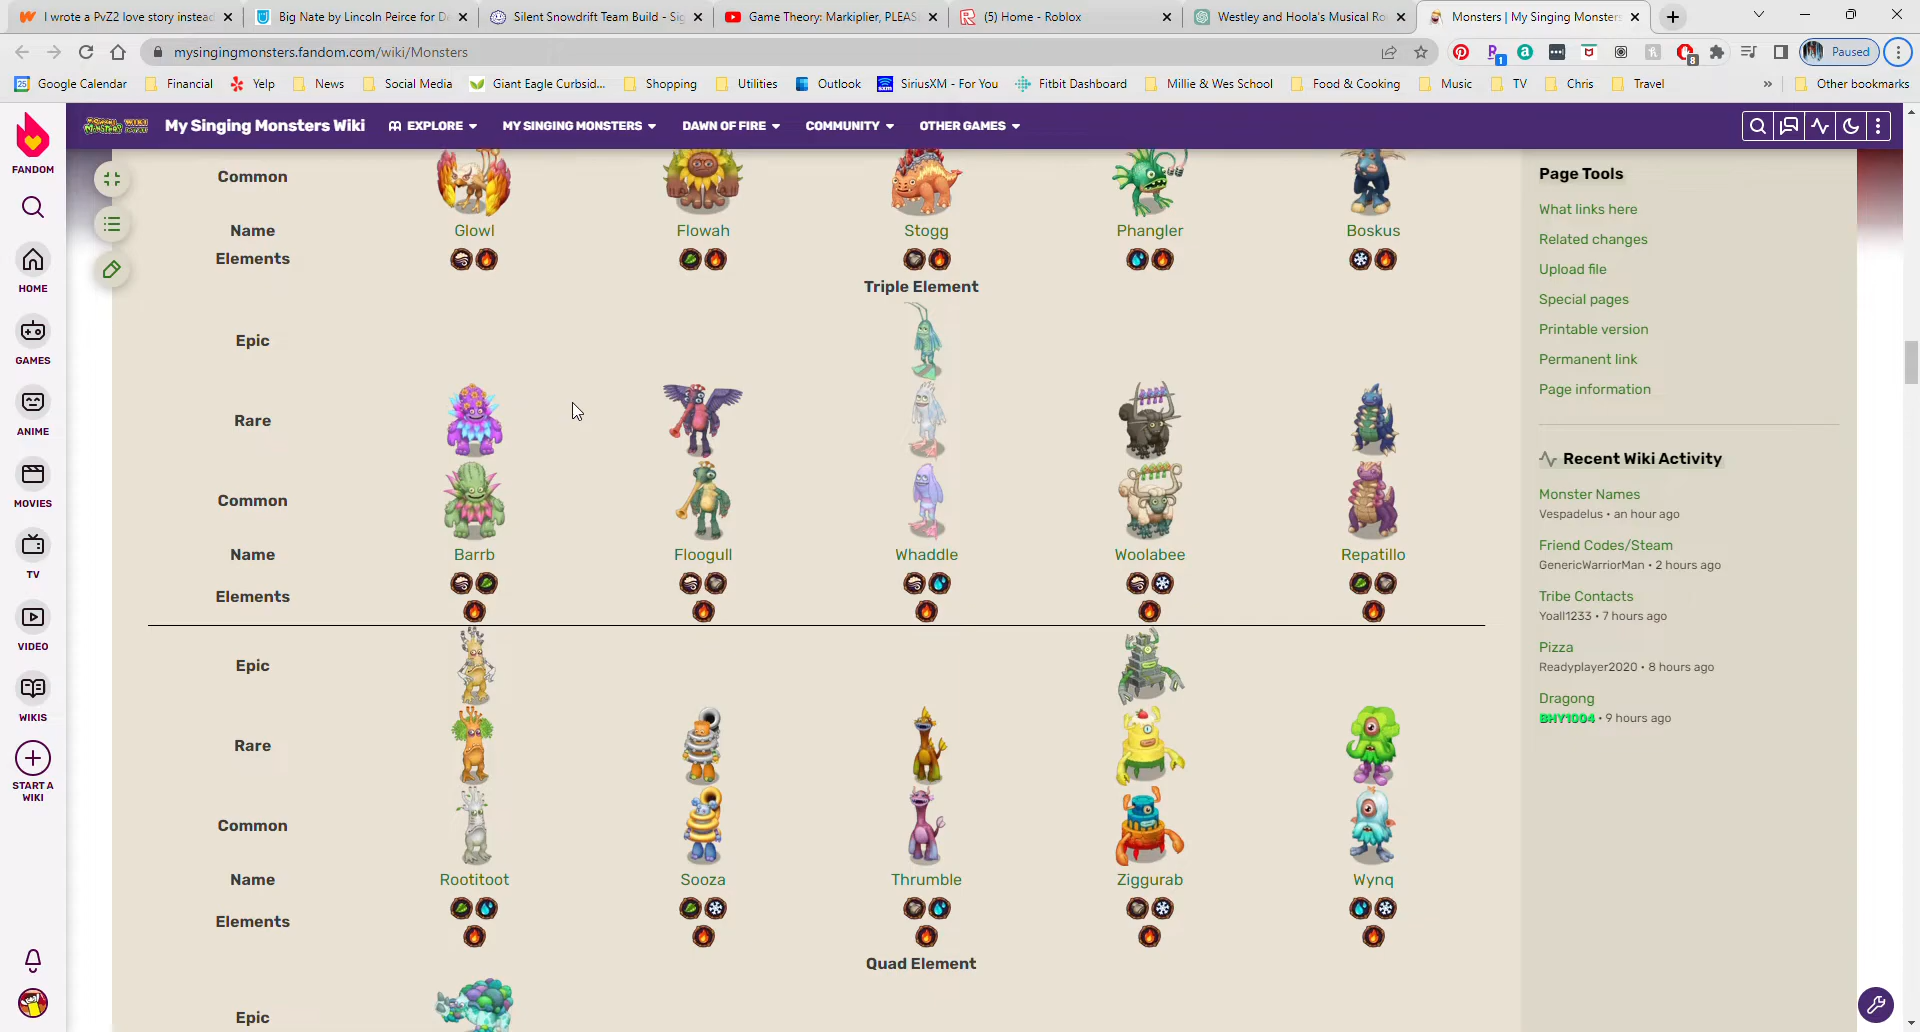 I wrote a PvZ2 love story instead
Big Nate by Lincoln Peirce for De
Silent Snowdrift Team Build - Sig
Game Theory: Markiplier, PLEAS
(5) Home - Roblox
Westley and Hoola's Musical Ro
Monsters | My Singing Monsters
mysingingmonsters.fandom.com/wiki/Monsters
Paused
Google Calendar
Financial
Yelp
News
Social Media
Giant Eagle Curbsid...
Shopping
Utilities
Outlook
SiriusXM - For You
Fitbit Dashboard
Millie & Wes School
Food & Cooking
Music
TV
Chris
Travel
»
Other bookmarks
My Singing Monsters Wiki
EXPLORE
MY SINGING MONSTERS
DAWN OF FIRE
COMMUNITY
OTHER GAMES
FANDOM
HOME
GAMES
ANIME
MOVIES
TV
VIDEO
WIKIS
START A
WIKI
Common
Name Glowl Flowah Stogg Phangler Boskus
Elements
Triple Element
Epic
Rare
Common
Name Barrb Floogull Whaddle Woolabee Repatillo
Elements
Epic
Rare
Common
Name Rootitoot Sooza Thrumble Ziggurab Wynq
Elements
Quad Element
Epic
Page Tools
What links here
Related changes
Upload file
Special pages
Printable version
Permanent link
Page information
Recent Wiki Activity
Monster Names
Vespadelus • an hour ago
Friend Codes/Steam
GenericWarriorMan • 2 hours ago
Tribe Contacts
Yoall1233 • 7 hours ago
Pizza
Readyplayer2020 • 8 hours ago
Dragong
BHY1004 • 9 hours ago